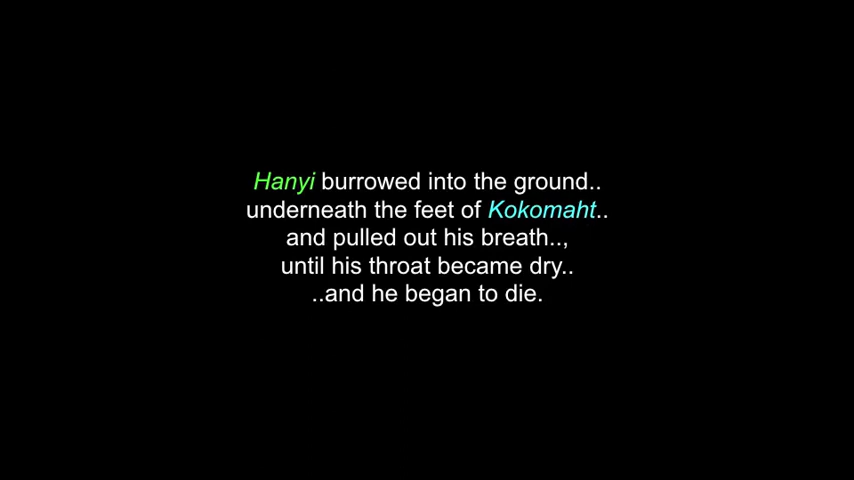 Hanyi burrowed into the ground..
underneath the feet of Kokomaht..
and pulled out his breath..,
until his throat became dry..
..and he began to die.